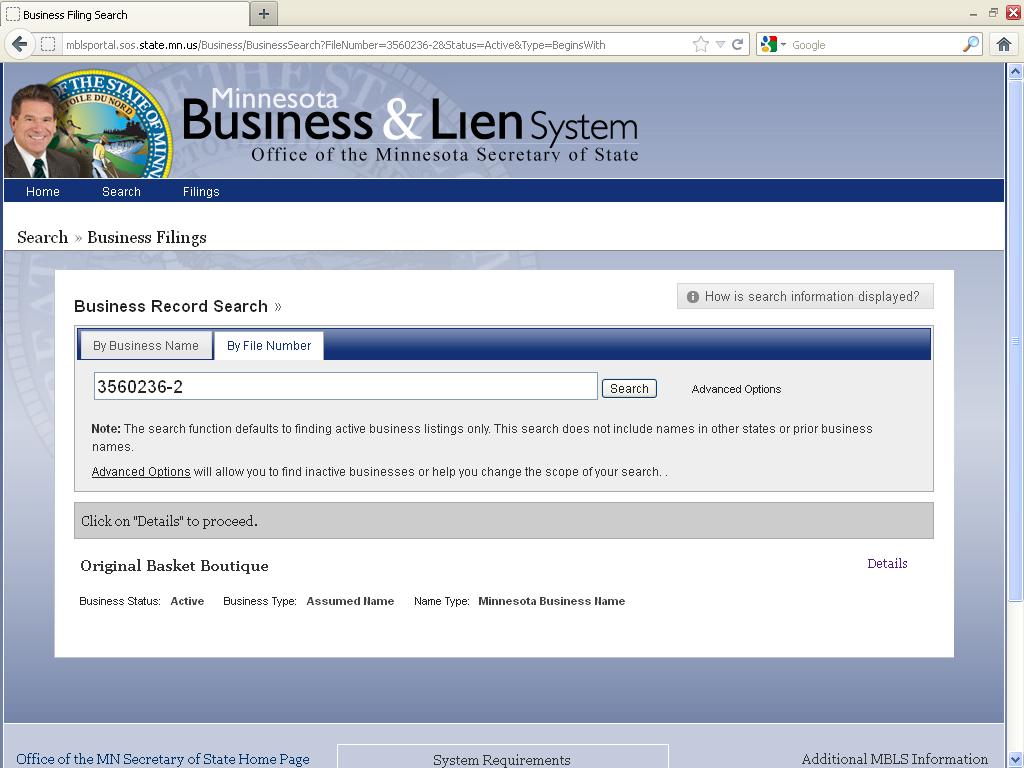 Business Filing Search
mblsportal.sos.state.mn.us/Business/BusinessSearch?FileNumber=3560236-2&Status=Active&Type=BeginsWith
Google
THE STATE OF MINN
ETOILE DU NORD
Minnesota
Business & Lien System
Office of the Minnesota Secretary of State
Home Search Filings
Search » Business Filings
Business Record Search »
How is search information displayed?
By Business Name By File Number
3560236-2 Search Advanced Options
Note: The search function defaults to finding active business listings only. This search does not include names in other states or prior business
names.
Advanced Options will allow you to find inactive businesses or help you change the scope of your search. .
Click on "Details" to proceed.
Original Basket Boutique Details
Business Status: Active Business Type: Assumed Name Name Type: Minnesota Business Name
Office of the MN Secretary of State Home Page System Requirements Additional MBLS Information